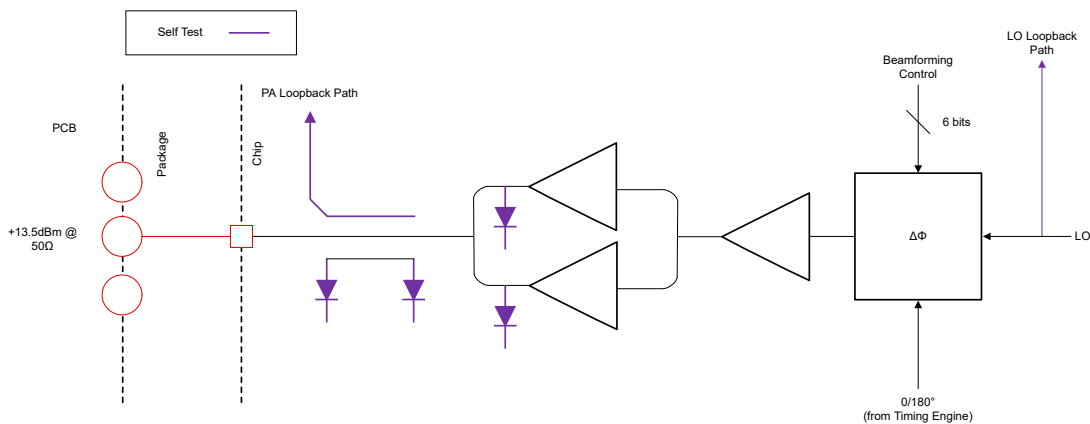 Self Test
LO Loopback
Path
Beamforming
Control
PA Loopback Path
6 bits
PCB
Package
Chip
+13.5dBm @
50Ω
ΔΦ
LO
0/180°
(from Timing Engine)